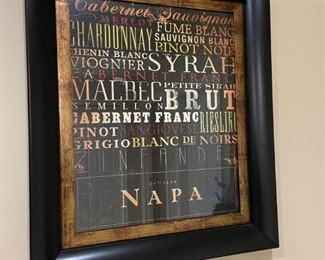 Cabernet Sauvignon
MERLOT FUME BLANC
CHARDONNAY SAUVIGNON BLANC
PINOT NOIR
CHENIN BLANC SYRAH
VIOGNIER
CABERNET FRANC
MALBEC PETITE SIRAH
SEMILLON BRUT
CABERNET FRANC RIESLING
PINOT SANGIOVESE
GRIGIO BLANC DE NOIRS
ZINFANDEL
NAPA